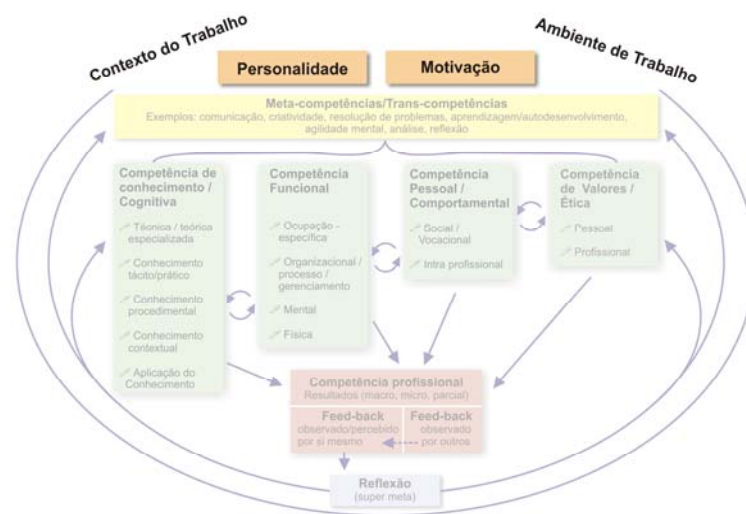 Contexto do Trabalho
Ambiente de Trabalho
Personalidade
Motivação
Meta-competências/Trans-competências
Exemplos: comunicação, criatividade, resolução de problemas, aprendizagem/autodesenvolvimento,
agilidade mental, análise, reflexão
Competência de
conhecimento /
Cognitiva
Técnica / teórica
especializada
Conhecimento
tácito/prático
Conhecimento
procedimental
Conhecimento
contextual
Aplicação do
Conhecimento
Competência
Funcional
Ocupação -
específica
Organizacional /
processo /
gerenciamento
Mental
Física
Competência
Pessoal /
Comportamental
Social /
Vocacional
Intra profissional
Competência
de Valores /
Ética
Pessoal
Profissional
Competência profissional
Resultados (macro, micro, parcial)
Feed-back
observado/percebido
por si mesmo
Feed-back
observado
por outros
Reflexão
(super meta)